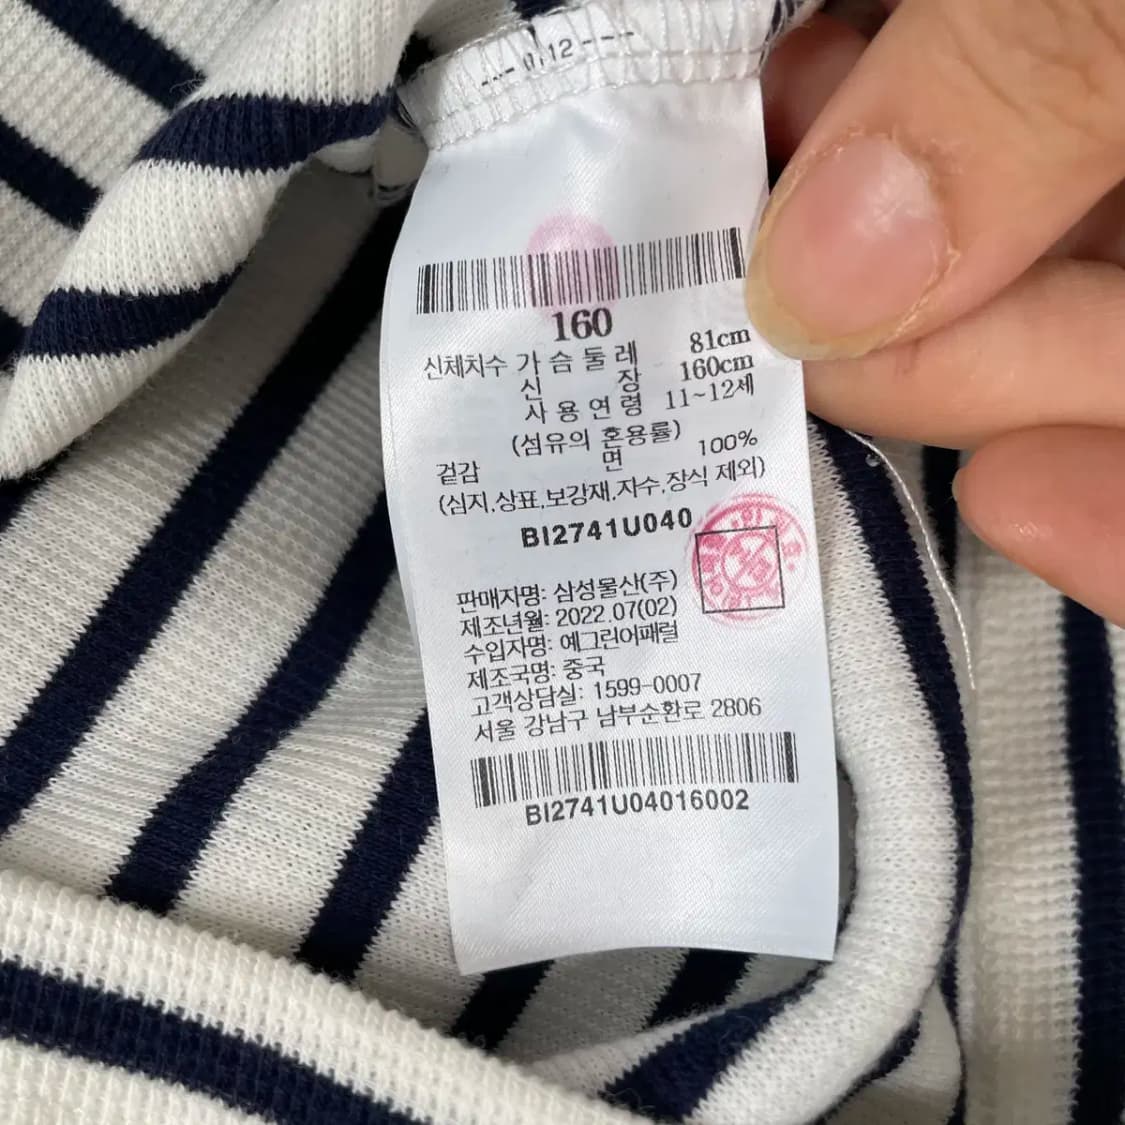 160
신체치수 가슴둘레 81cm
신장 160cm
사용연령 11~12세
(섬유의 혼용률)
겉감 면 100%
(심지,상표,보강재,자수,장식 제외)
BI2741U040
판매자명: 삼성물산(주)
제조년월: 2022.07(02)
수입자명: 예그린어패럴
제조국명: 중국
고객상담실: 1599-0007
서울 강남구 남부순환로 2806
BI2741U04016002